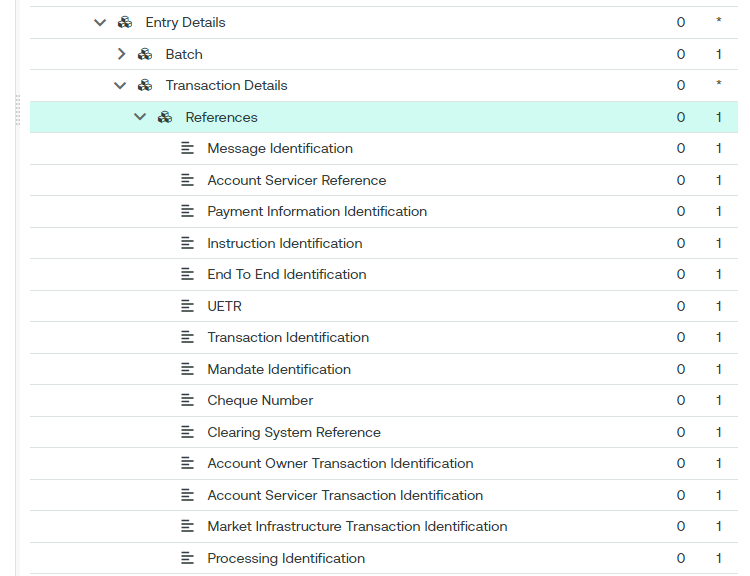 Entry Details 0 *
Batch 0 1
Transaction Details 0 *
References 0 1
Message Identification 0 1
Account Servicer Reference 0 1
Payment Information Identification 0 1
Instruction Identification 0 1
End To End Identification 0 1
UETR 0 1
Transaction Identification 0 1
Mandate Identification 0 1
Cheque Number 0 1
Clearing System Reference 0 1
Account Owner Transaction Identification 0 1
Account Servicer Transaction Identification 0 1
Market Infrastructure Transaction Identification 0 1
Processing Identification 0 1